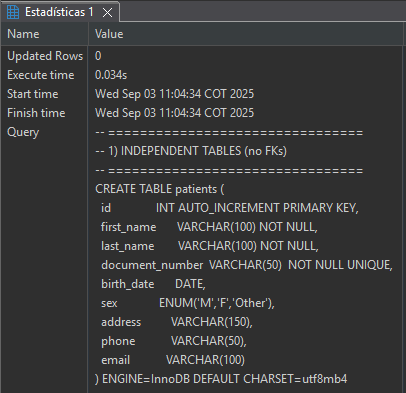 Estadísticas 1
Name Value
Updated Rows 0
Execute time 0.034s
Start time Wed Sep 03 11:04:34 COT 2025
Finish time Wed Sep 03 11:04:34 COT 2025
Query -- ================================
-- 1) INDEPENDENT TABLES (no FKs)
-- ================================
CREATE TABLE patients (
id INT AUTO_INCREMENT PRIMARY KEY,
first_name VARCHAR(100) NOT NULL,
last_name VARCHAR(100) NOT NULL,
document_number VARCHAR(50) NOT NULL UNIQUE,
birth_date DATE,
sex ENUM('M','F','Other'),
address VARCHAR(150),
phone VARCHAR(50),
email VARCHAR(100)
) ENGINE=InnoDB DEFAULT CHARSET=utf8mb4